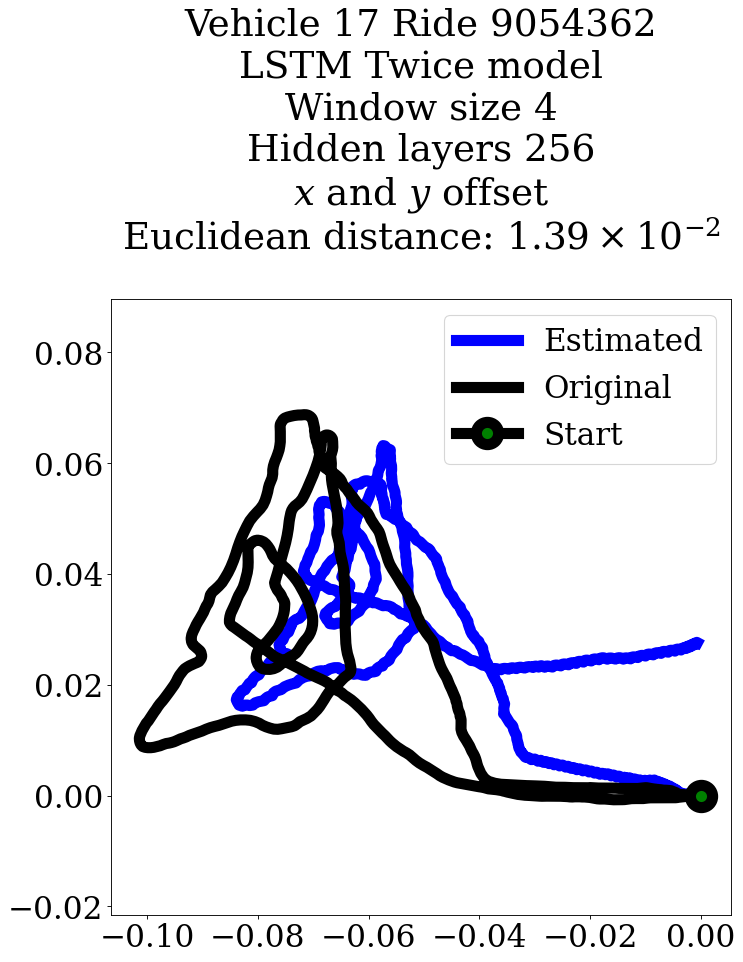 Vehicle 17 Ride 9054362
LSTM Twice model
Window size 4
Hidden layers 256
x and y offset
Euclidean distance: 1.39 × 10⁻²
Estimated
Original
Start
0.08
0.06
0.04
0.02
0.00
−0.02
−0.10 −0.08 −0.06 −0.04 −0.02 0.00